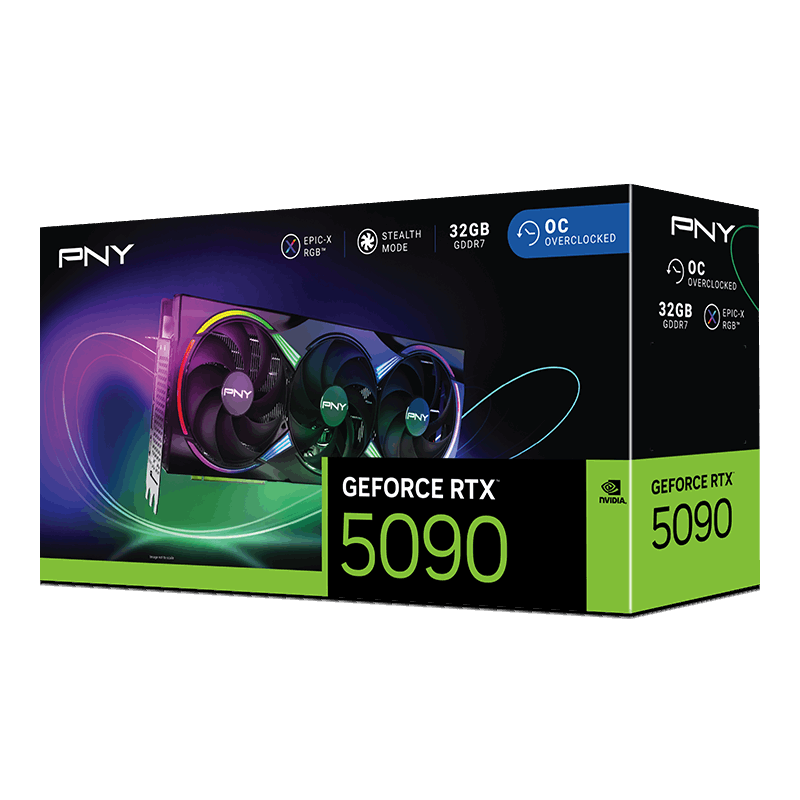 PNY
EPIC-X
RGB™
STEALTH
MODE
32GB
GDDR7
OC
OVERCLOCKED
PNY
PNY
PNY
GEFORCE RTX™
5090
NVIDIA.
PNY
OC
OVERCLOCKED
32GB
GDDR7
EPIC-X
RGB™
GEFORCE RTX™
5090